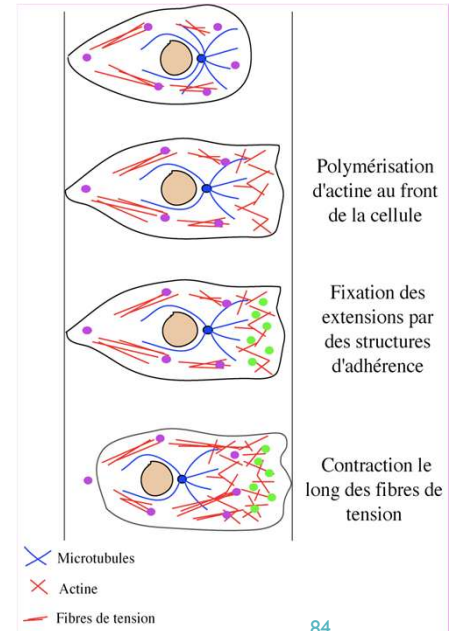 Polymérisation
d'actine au front
de la cellule
Fixation des
extensions par
des structures
d'adhérence
Contraction le
long des fibres de
tension
Microtubules
Actine
Fibres de tension
84